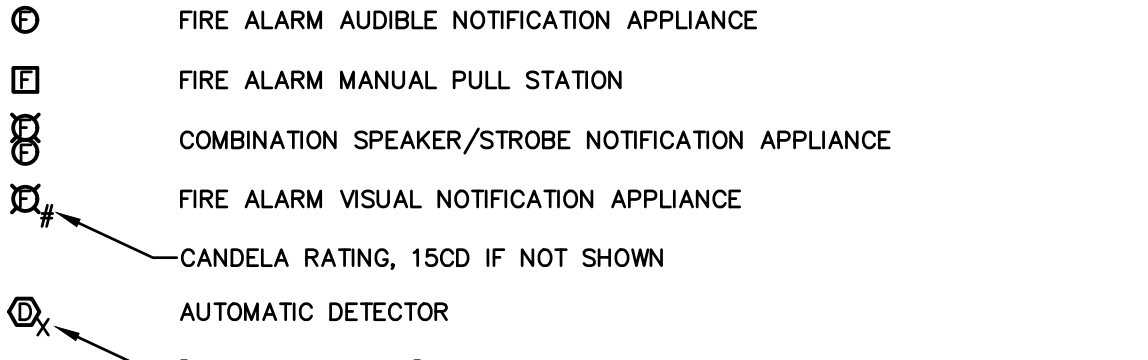 F FIRE ALARM AUDIBLE NOTIFICATION APPLIANCE
F FIRE ALARM MANUAL PULL STATION
F
F COMBINATION SPEAKER/STROBE NOTIFICATION APPLIANCE
F# FIRE ALARM VISUAL NOTIFICATION APPLIANCE
CANDELA RATING, 15CD IF NOT SHOWN
DX AUTOMATIC DETECTOR